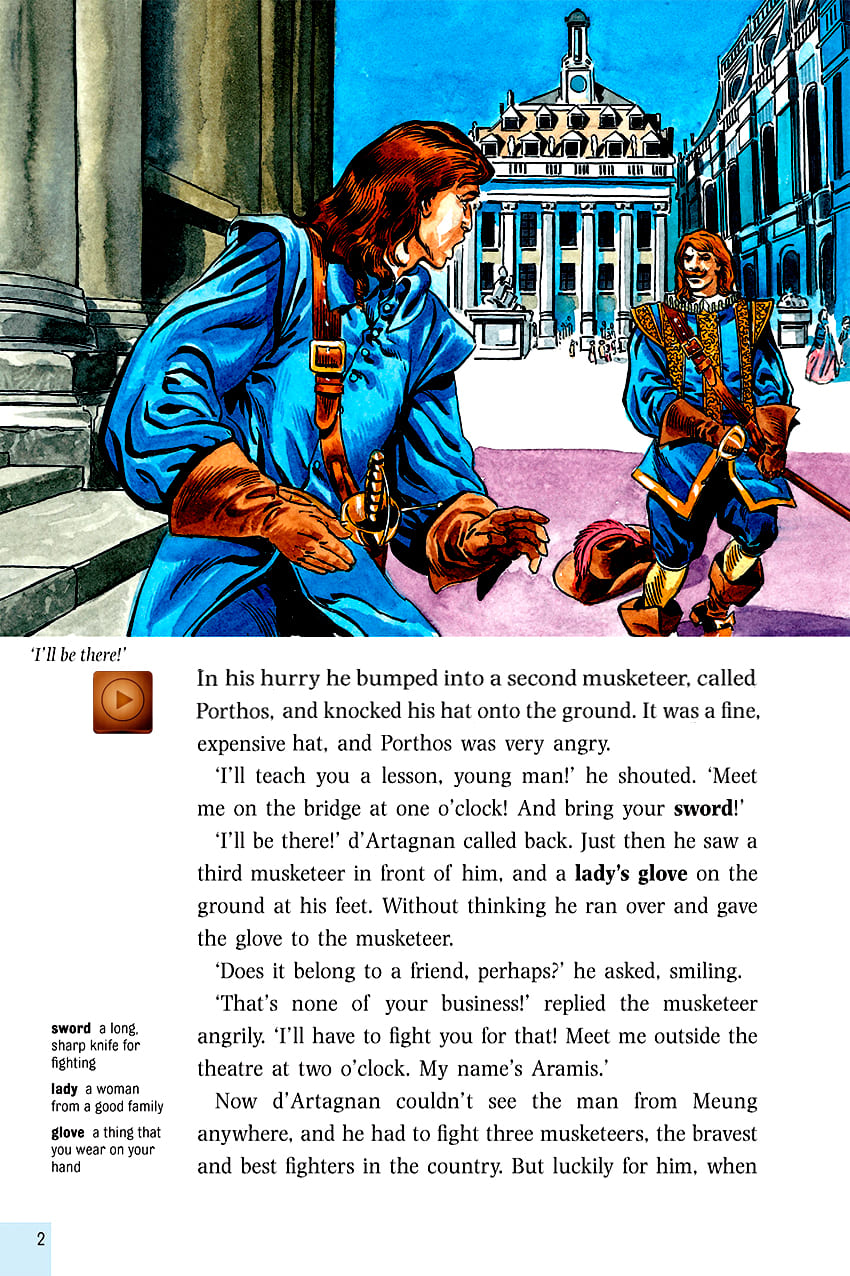 ‘I’ll be there!’
In his hurry he bumped into a second musketeer, called
Porthos, and knocked his hat onto the ground. It was a fine,
expensive hat, and Porthos was very angry.
‘I’ll teach you a lesson, young man!’ he shouted. ‘Meet
me on the bridge at one o’clock! And bring your sword!’
‘I’ll be there!’ d’Artagnan called back. Just then he saw a
third musketeer in front of him, and a lady’s glove on the
ground at his feet. Without thinking he ran over and gave
the glove to the musketeer.
‘Does it belong to a friend, perhaps?’ he asked, smiling.
‘That’s none of your business!’ replied the musketeer
angrily. ‘I’ll have to fight you for that! Meet me outside the
theatre at two o’clock. My name’s Aramis.’
Now d’Artagnan couldn’t see the man from Meung
anywhere, and he had to fight three musketeers, the bravest
and best fighters in the country. But luckily for him, when
sword a long,
sharp knife for
fighting
lady a woman
from a good family
glove a thing that
you wear on your
hand
2